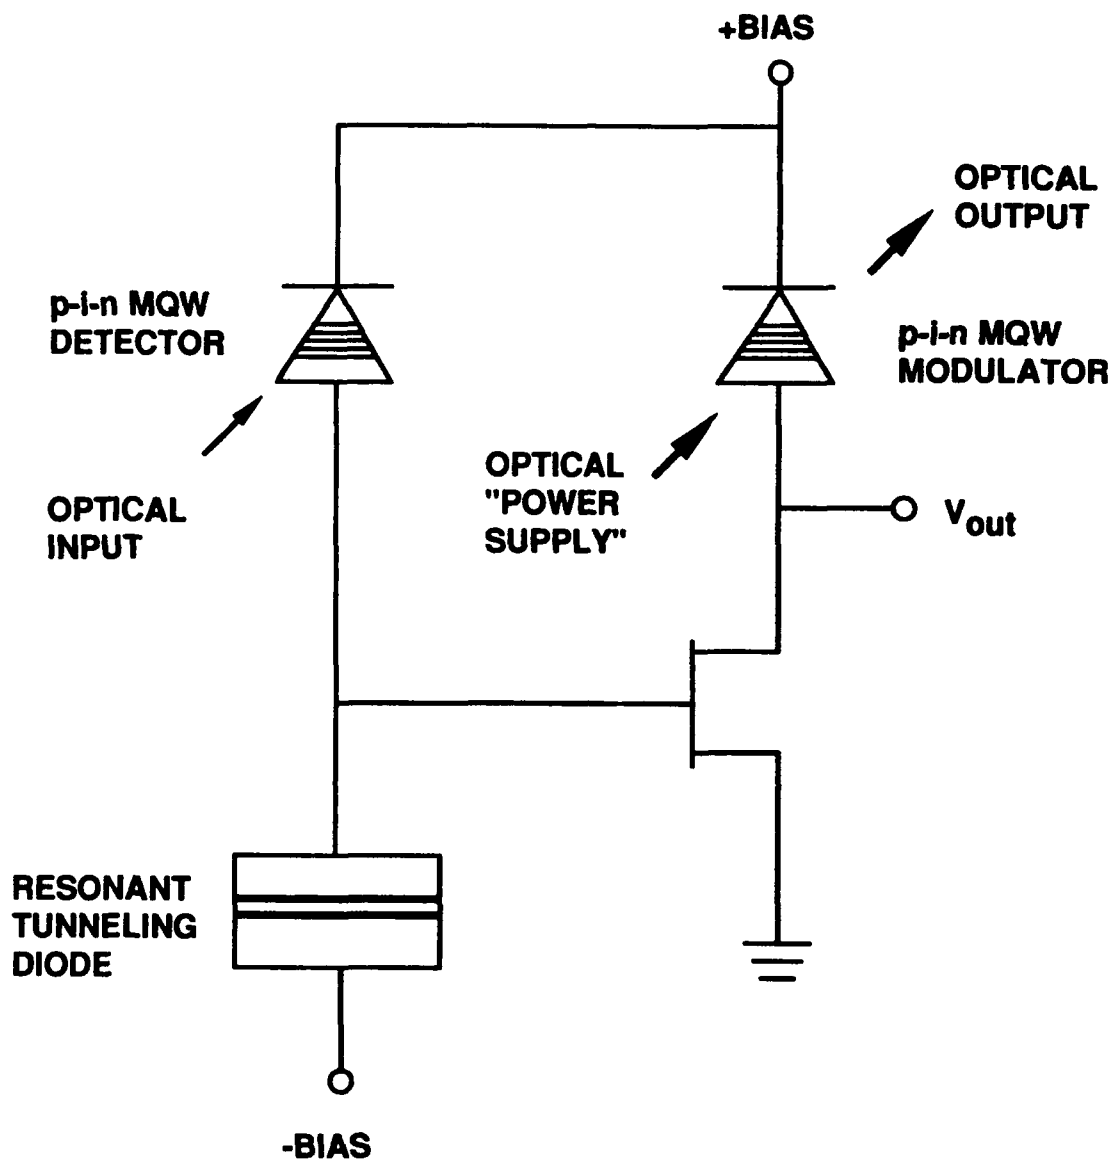 +BIAS
OPTICAL
OUTPUT
p-i-n MQW
DETECTOR
p-i-n MQW
MODULATOR
OPTICAL
"POWER
SUPPLY"
OPTICAL
INPUT
Vout
RESONANT
TUNNELING
DIODE
-BIAS